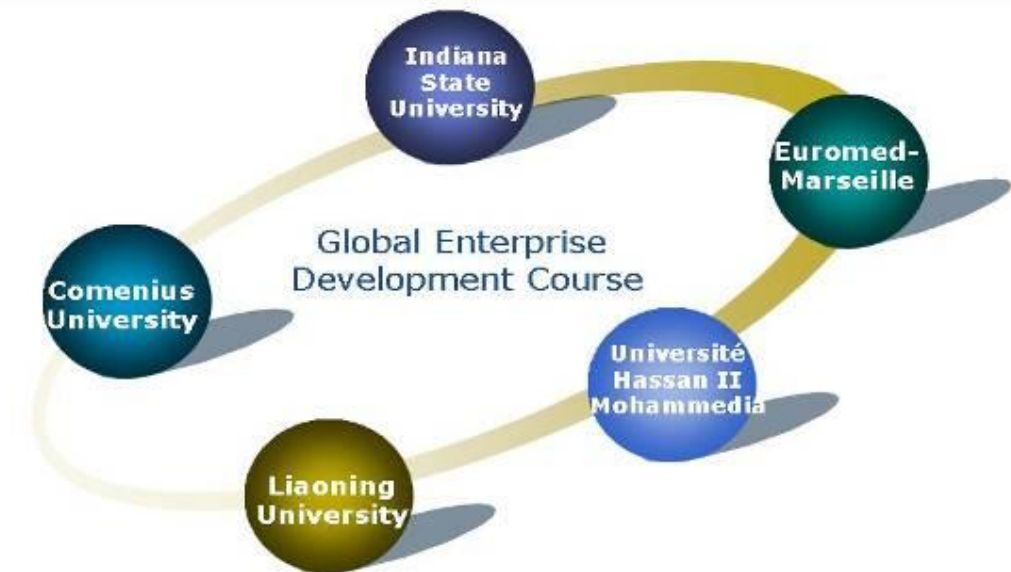 Indiana
State
University
Euromed-
Marseille
Global Enterprise
Development Course
Comenius
University
Université
Hassan II
Mohammedia
Liaoning
University